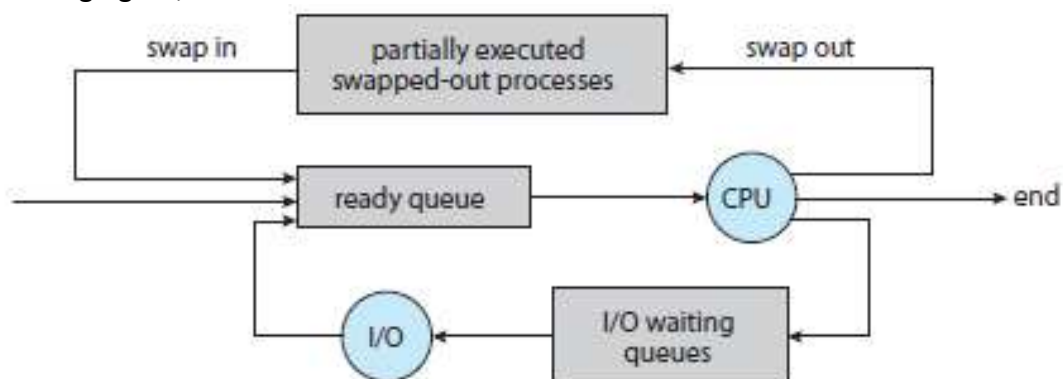 swap in
partially executed
swapped-out processes
swap out
ready queue
CPU
end
I/O
I/O waiting
queues